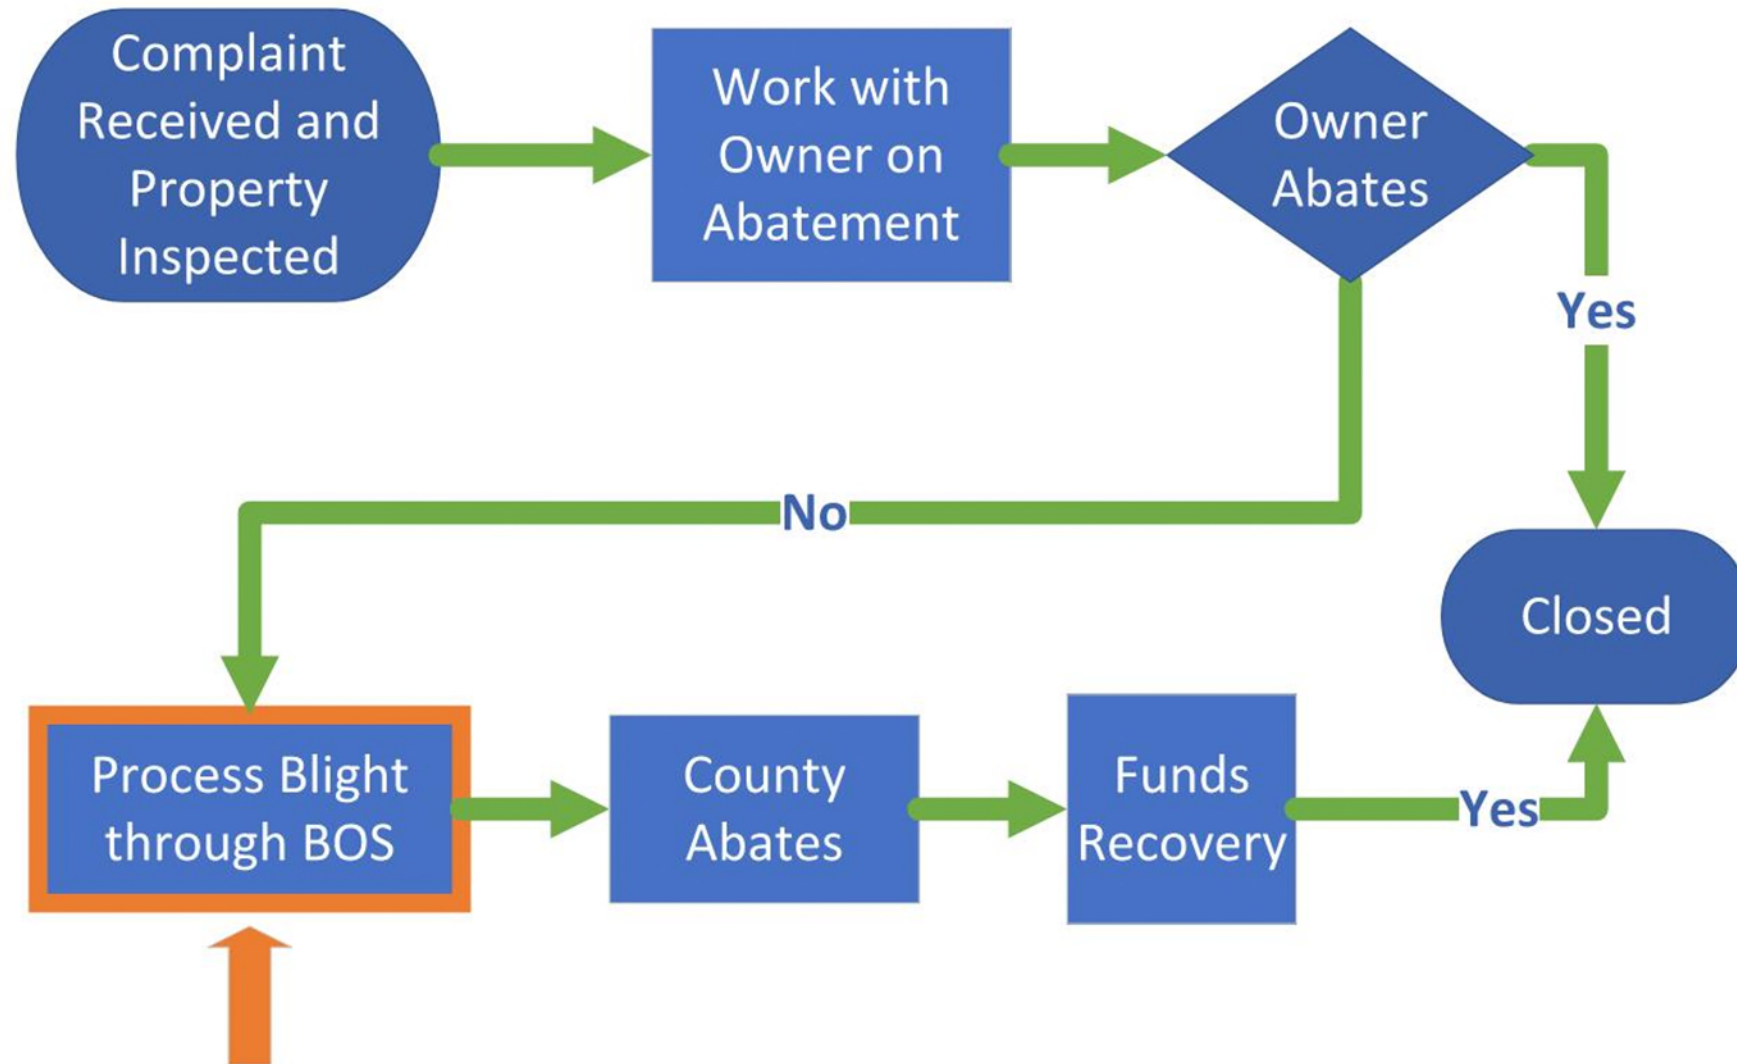 Complaint
Received and
Property
Inspected
Work with
Owner on
Abatement
Owner
Abates
Yes
No
Closed
Process Blight
through BOS
County
Abates
Funds
Recovery
Yes